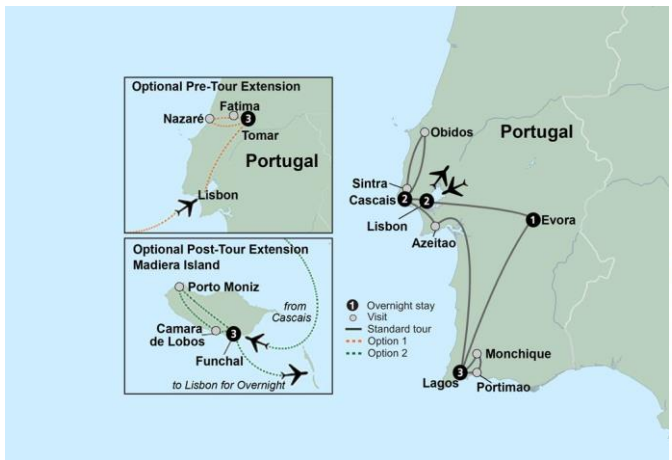 Optional Pre-Tour Extension
Fatima
Nazaré
3
Tomar
Portugal
Lisbon
Optional Post-Tour Extension
Madiera Island
Porto Moniz
from
Cascais
Camara
de Lobos
3
Funchal
to Lisbon for Overnight
Obidos
Portugal
Sintra
Cascais
2
2
Lisbon
Azeitao
1
Evora
1 Overnight stay
Visit
Standard tour
Option 1
Option 2
Monchique
Lagos
3
Portimao